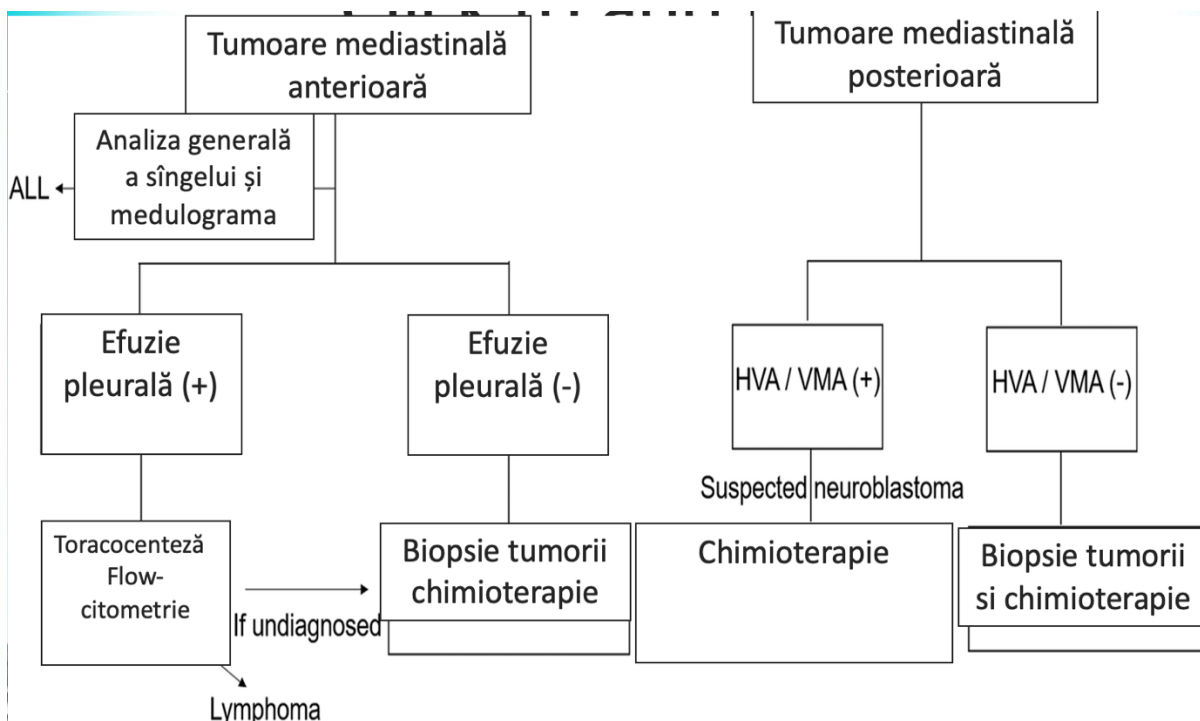 Tumoare mediastinală
anterioară
Tumoare mediastinală
posterioară
Analiza generală
a sîngelui și
medulograma
ALL
Efuzie
pleurală (+)
Efuzie
pleurală (-)
HVA / VMA (+)
HVA / VMA (-)
Suspected neuroblastoma
Toracocenteză
Flow-
citometrie
If undiagnosed
Lymphoma
Biopsie tumorii
chimioterapie
Chimioterapie
Biopsie tumorii
si chimioterapie